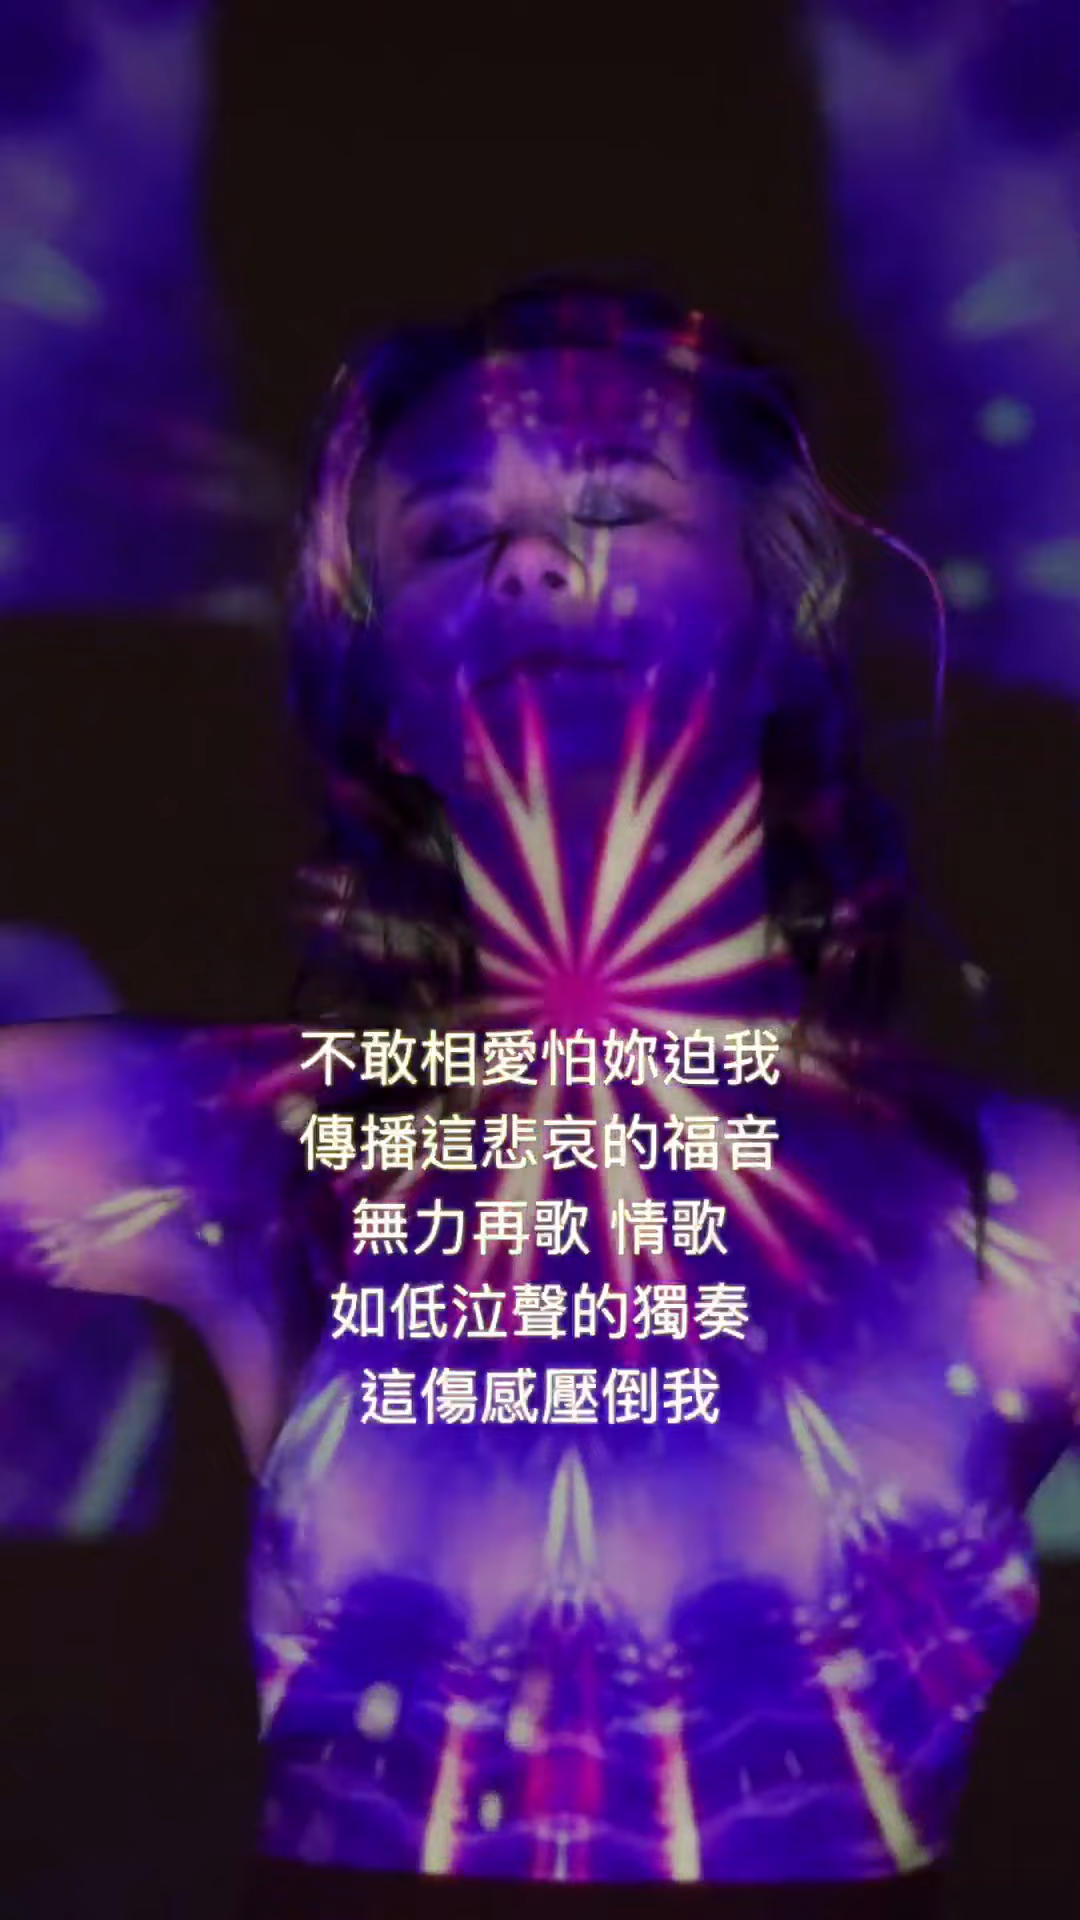 不敢相愛怕妳迫我
傳播這悲哀的福音
無力再歌 情歌
如低泣聲的獨奏
這傷感壓倒我